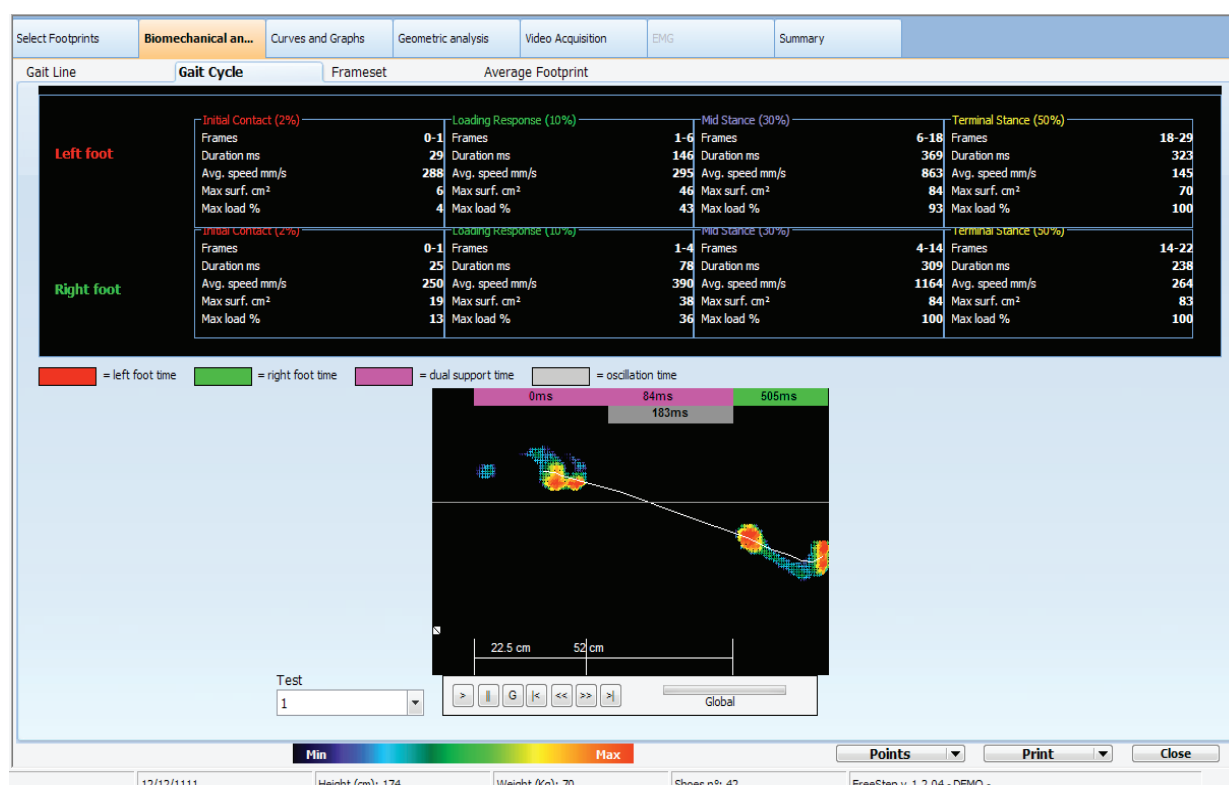 Select Footprints Biomechanical an... Curves and Graphs Geometric analysis Video Acquisition EMG Summary
Gait Line Gait Cycle Frameset Average Footprint
Left foot
Initial Contact (2%) Loading Response (10%) Mid Stance (30%) Terminal Stance (50%)
Frames 0-1 Frames 1-6 Frames 6-18 Frames 18-29
Duration ms 29 Duration ms 146 Duration ms 369 Duration ms 323
Avg. speed mm/s 288 Avg. speed mm/s 295 Avg. speed mm/s 863 Avg. speed mm/s 145
Max surf. cm² 6 Max surf. cm² 46 Max surf. cm² 84 Max surf. cm² 70
Max load % 4 Max load % 43 Max load % 93 Max load % 100
Right foot
Initial Contact (2%) Loading Response (10%) Mid Stance (30%) Terminal Stance (50%)
Frames 0-1 Frames 1-4 Frames 4-14 Frames 14-22
Duration ms 25 Duration ms 78 Duration ms 309 Duration ms 238
Avg. speed mm/s 250 Avg. speed mm/s 390 Avg. speed mm/s 1164 Avg. speed mm/s 264
Max surf. cm² 19 Max surf. cm² 38 Max surf. cm² 84 Max surf. cm² 83
Max load % 13 Max load % 36 Max load % 100 Max load % 100
= left foot time = right foot time = dual support time = oscillation time
0ms 84ms 505ms
183ms
22.5 cm 52 cm
Test
1
> || G |< << >> >| Global
Min Max
Points Print Close
12/12/1111 Height (cm): 174 Weight (Kg): 70 Shoes n°: 42 FreeStep v. 1.2.04 - DEMO -